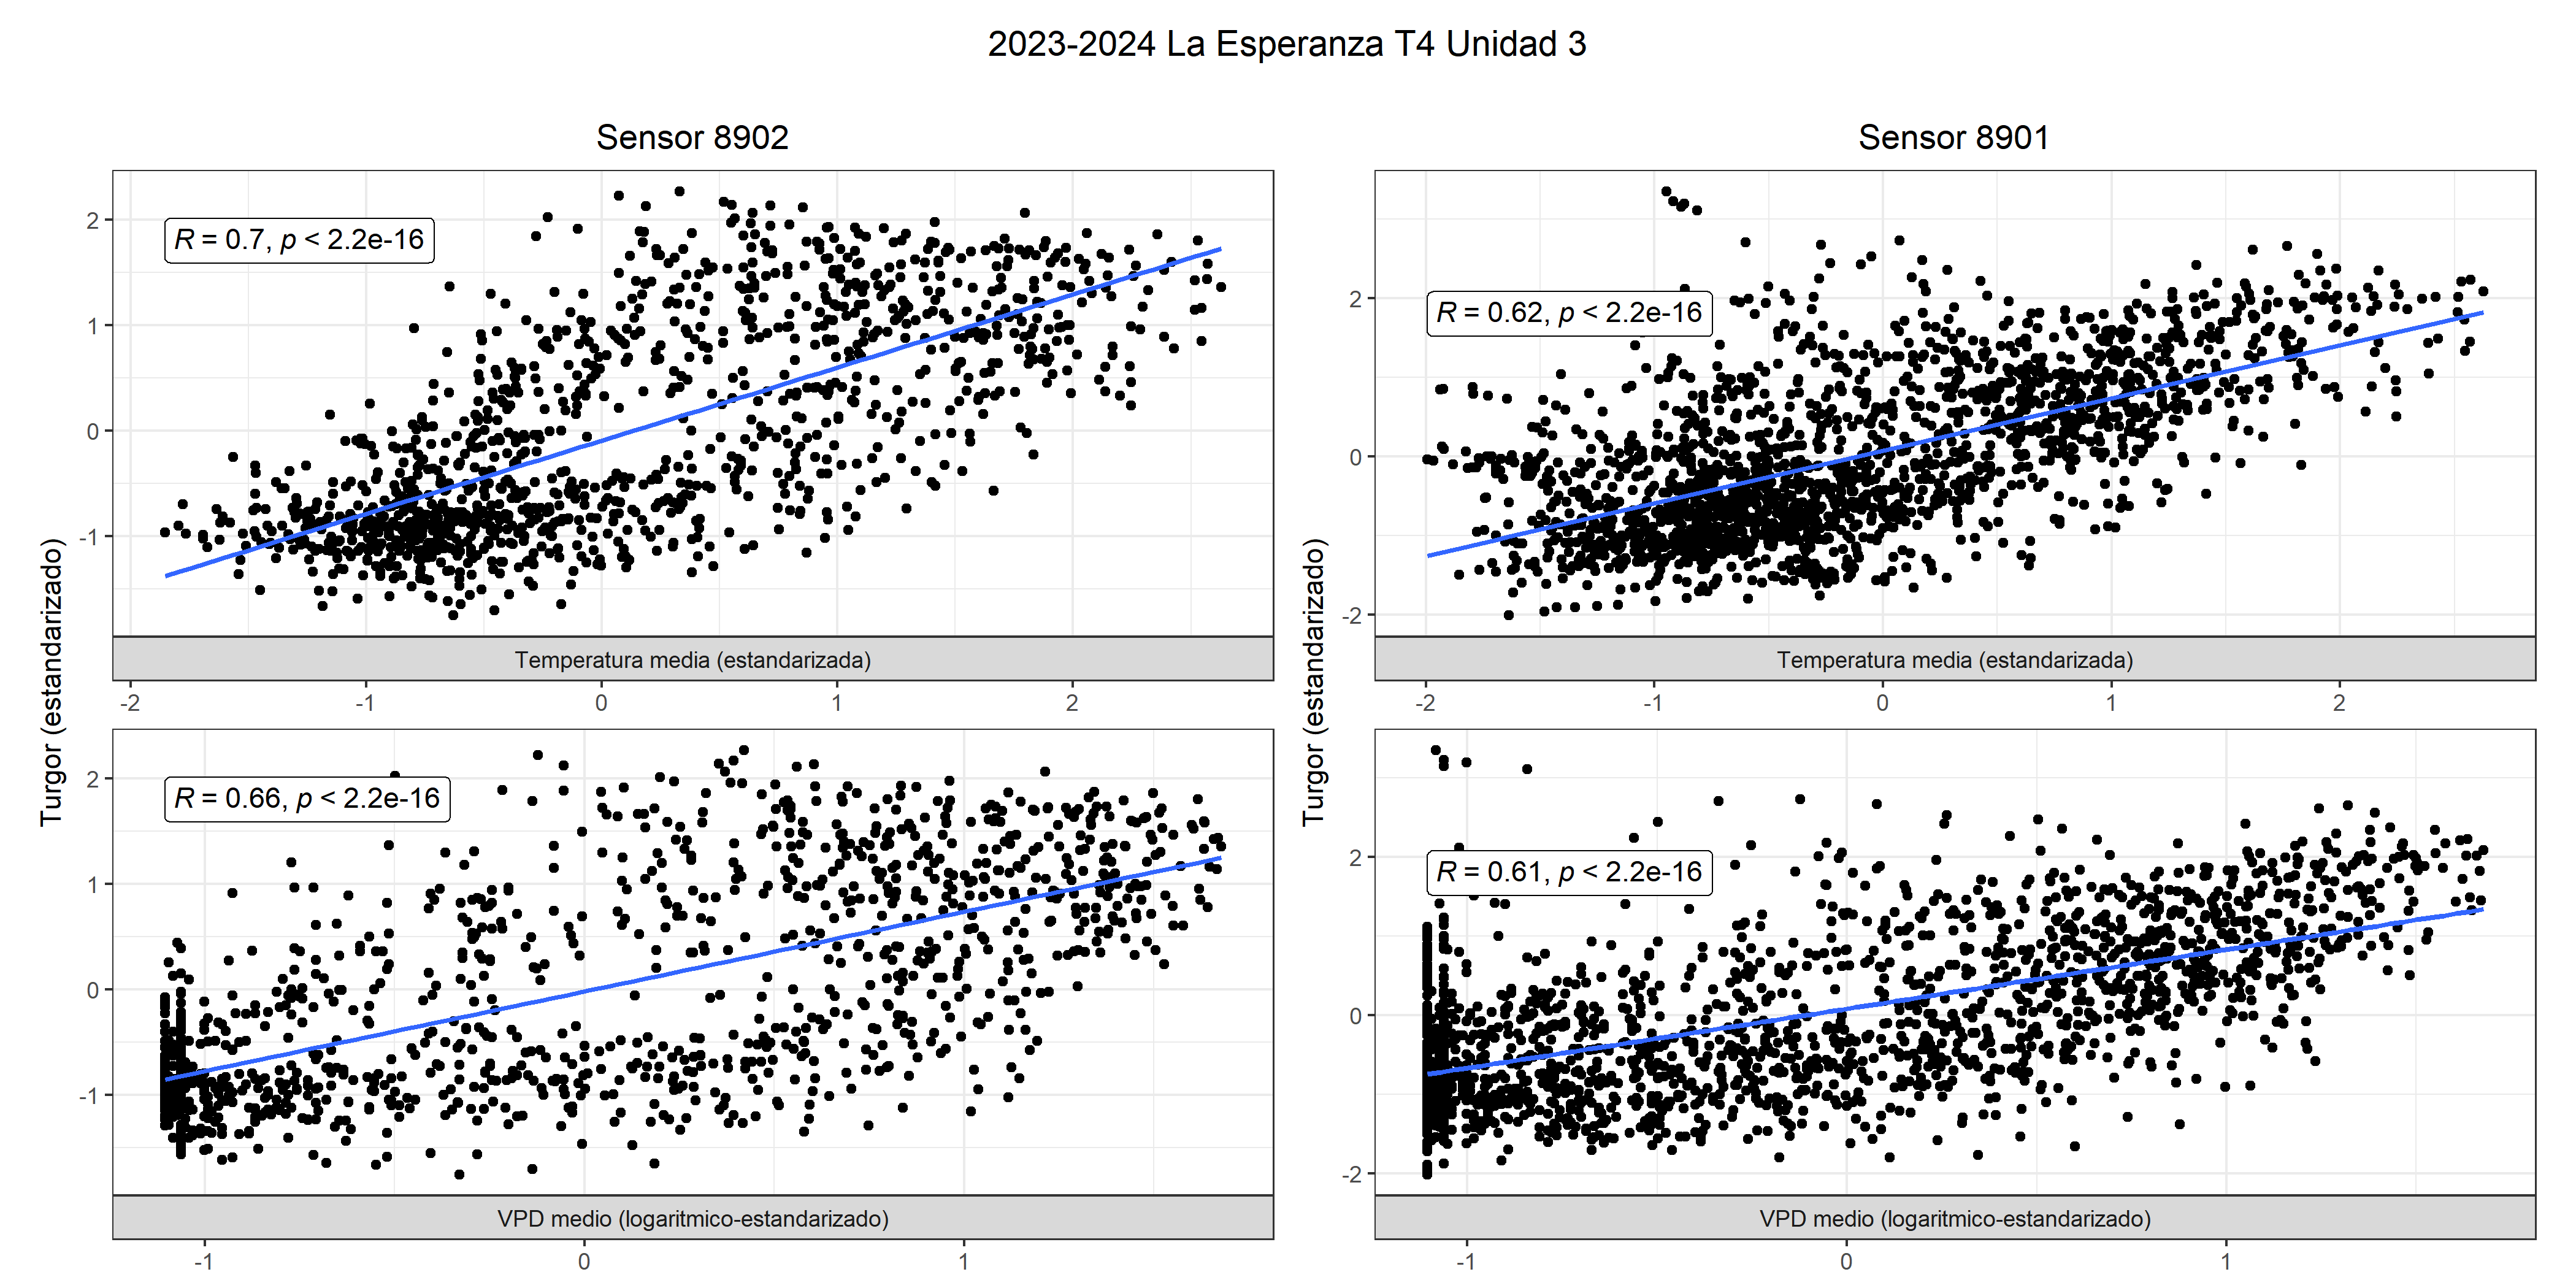 2023-2024 La Esperanza T4 Unidad 3
Sensor 8902
Turgor (estandarizado)
2
1
0
-1
R = 0.7, p < 2.2e-16
Temperatura media (estandarizada)
-2 -1 0 1 2
2
1
0
-1
R = 0.66, p < 2.2e-16
VPD medio (logaritmico-estandarizado)
-1 0 1
Sensor 8901
Turgor (estandarizado)
2
0
-2
R = 0.62, p < 2.2e-16
Temperatura media (estandarizada)
-2 -1 0 1 2
2
0
-2
R = 0.61, p < 2.2e-16
VPD medio (logaritmico-estandarizado)
-1 0 1